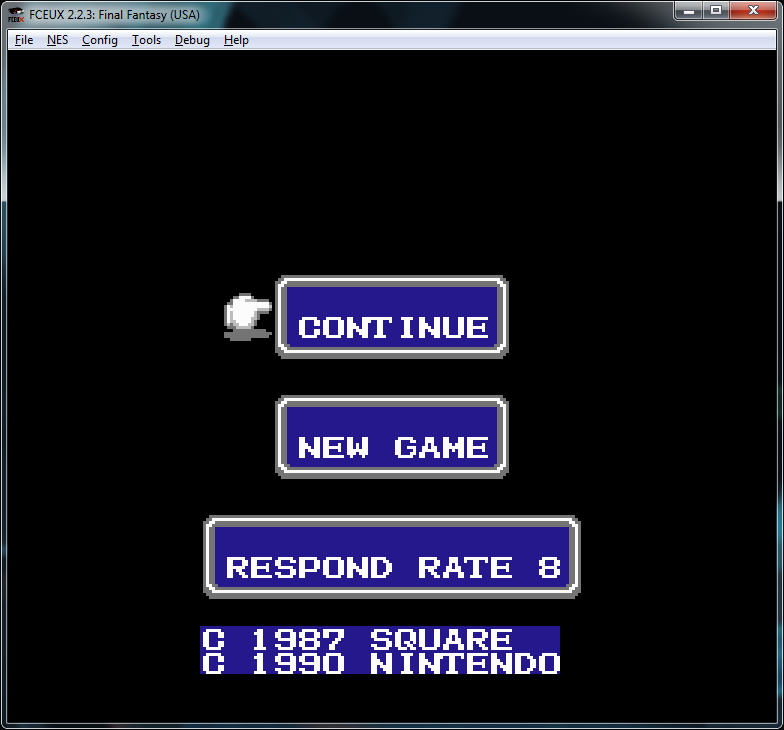 FCEUX 2.2.3: Final Fantasy (USA)
File NES Config Tools Debug Help
CONTINUE
NEW GAME
RESPOND RATE 8
C 1987 SQUARE
C 1990 NINTENDO